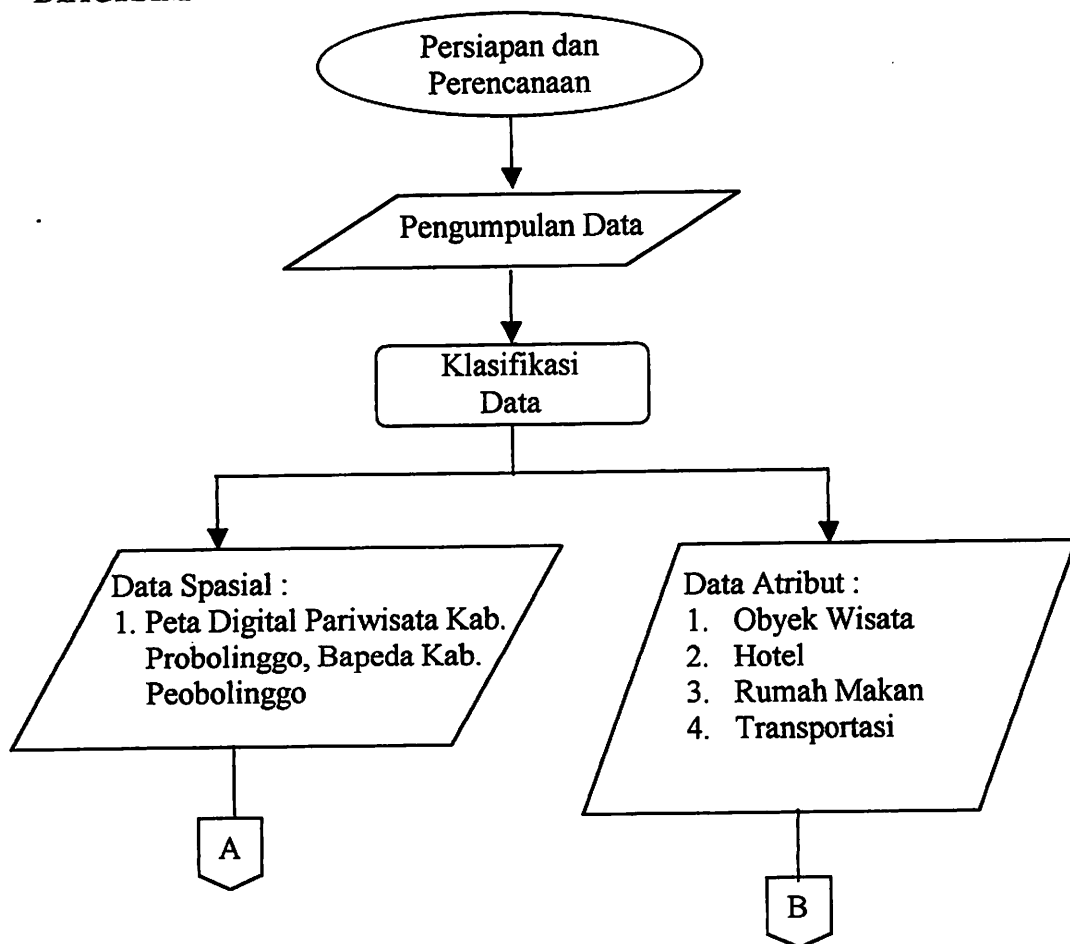 Persiapan dan
Perencanaan
Pengumpulan Data
Klasifikasi
Data
Data Spasial :
1. Peta Digital Pariwisata Kab.
Probolinggo, Bapeda Kab.
Peobolinggo
A
Data Atribut :
1. Obyek Wisata
2. Hotel
3. Rumah Makan
4. Transportasi
B